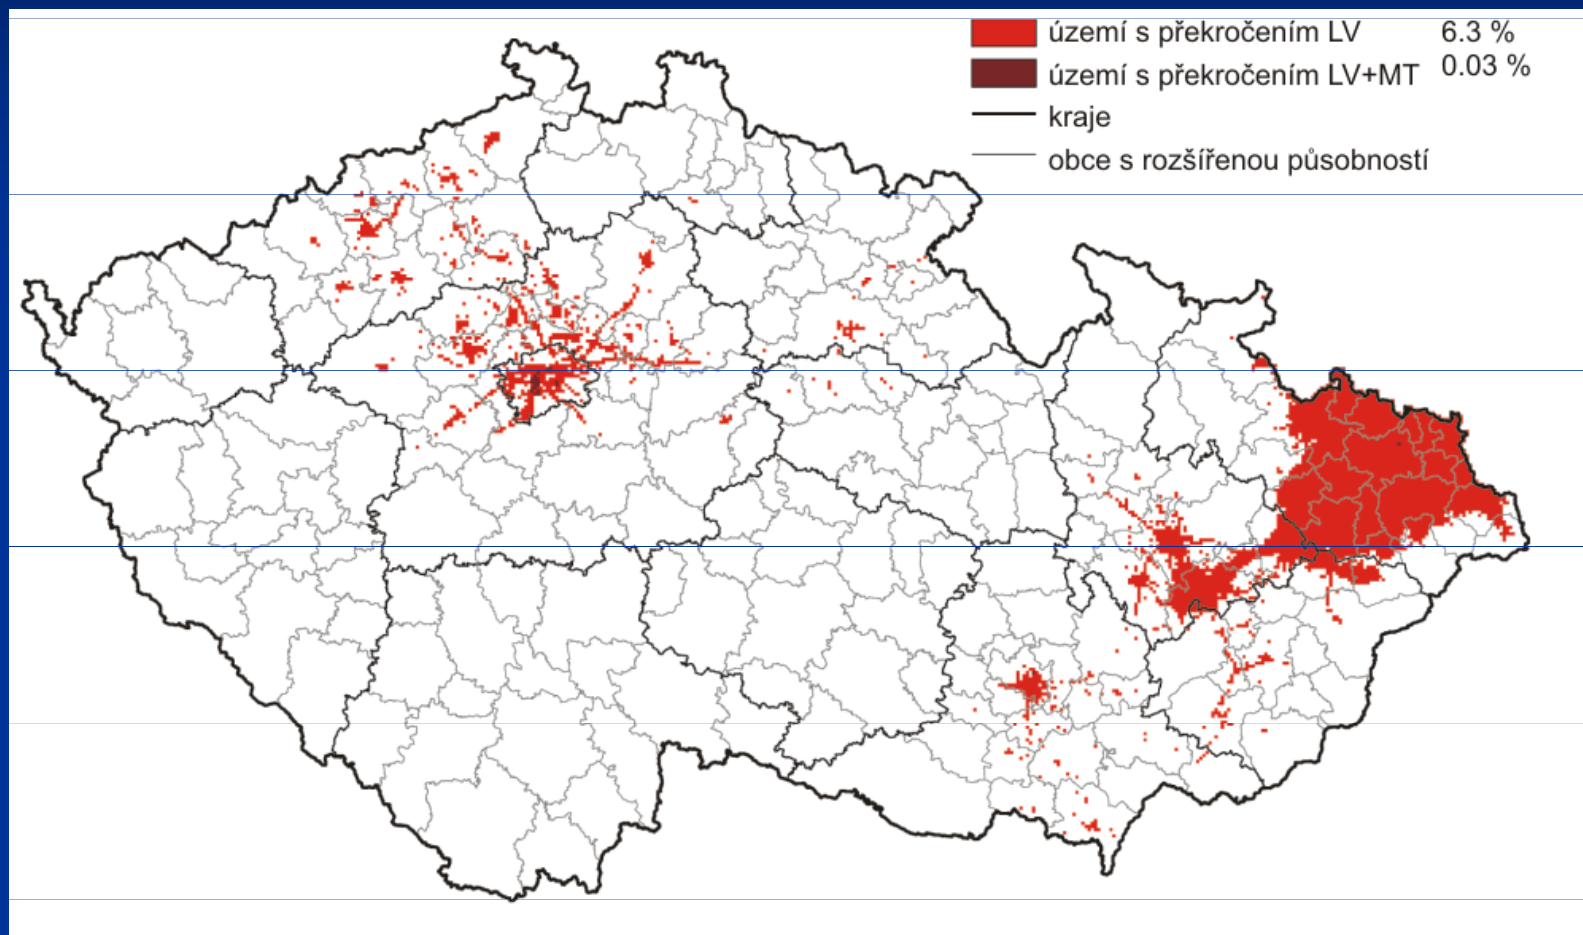 území s překročením LV 6.3 %
území s překročením LV+MT 0.03 %
kraje
obce s rozšířenou působností